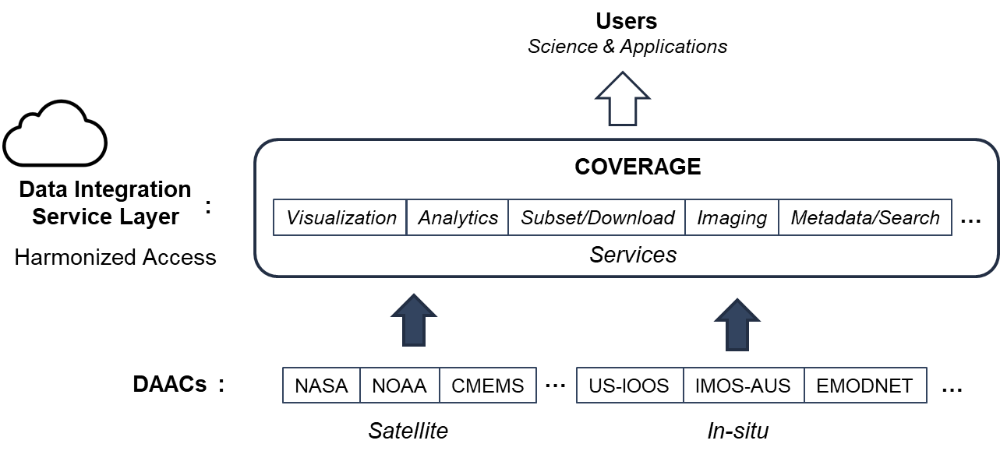 Users
Science & Applications
COVERAGE
Data Integration
Service Layer :
Harmonized Access
Visualization Analytics Subset/Download Imaging Metadata/Search ...
Services
DAACs : NASA NOAA CMEMS ... US-IOOS IMOS-AUS EMODNET ...
Satellite In-situ